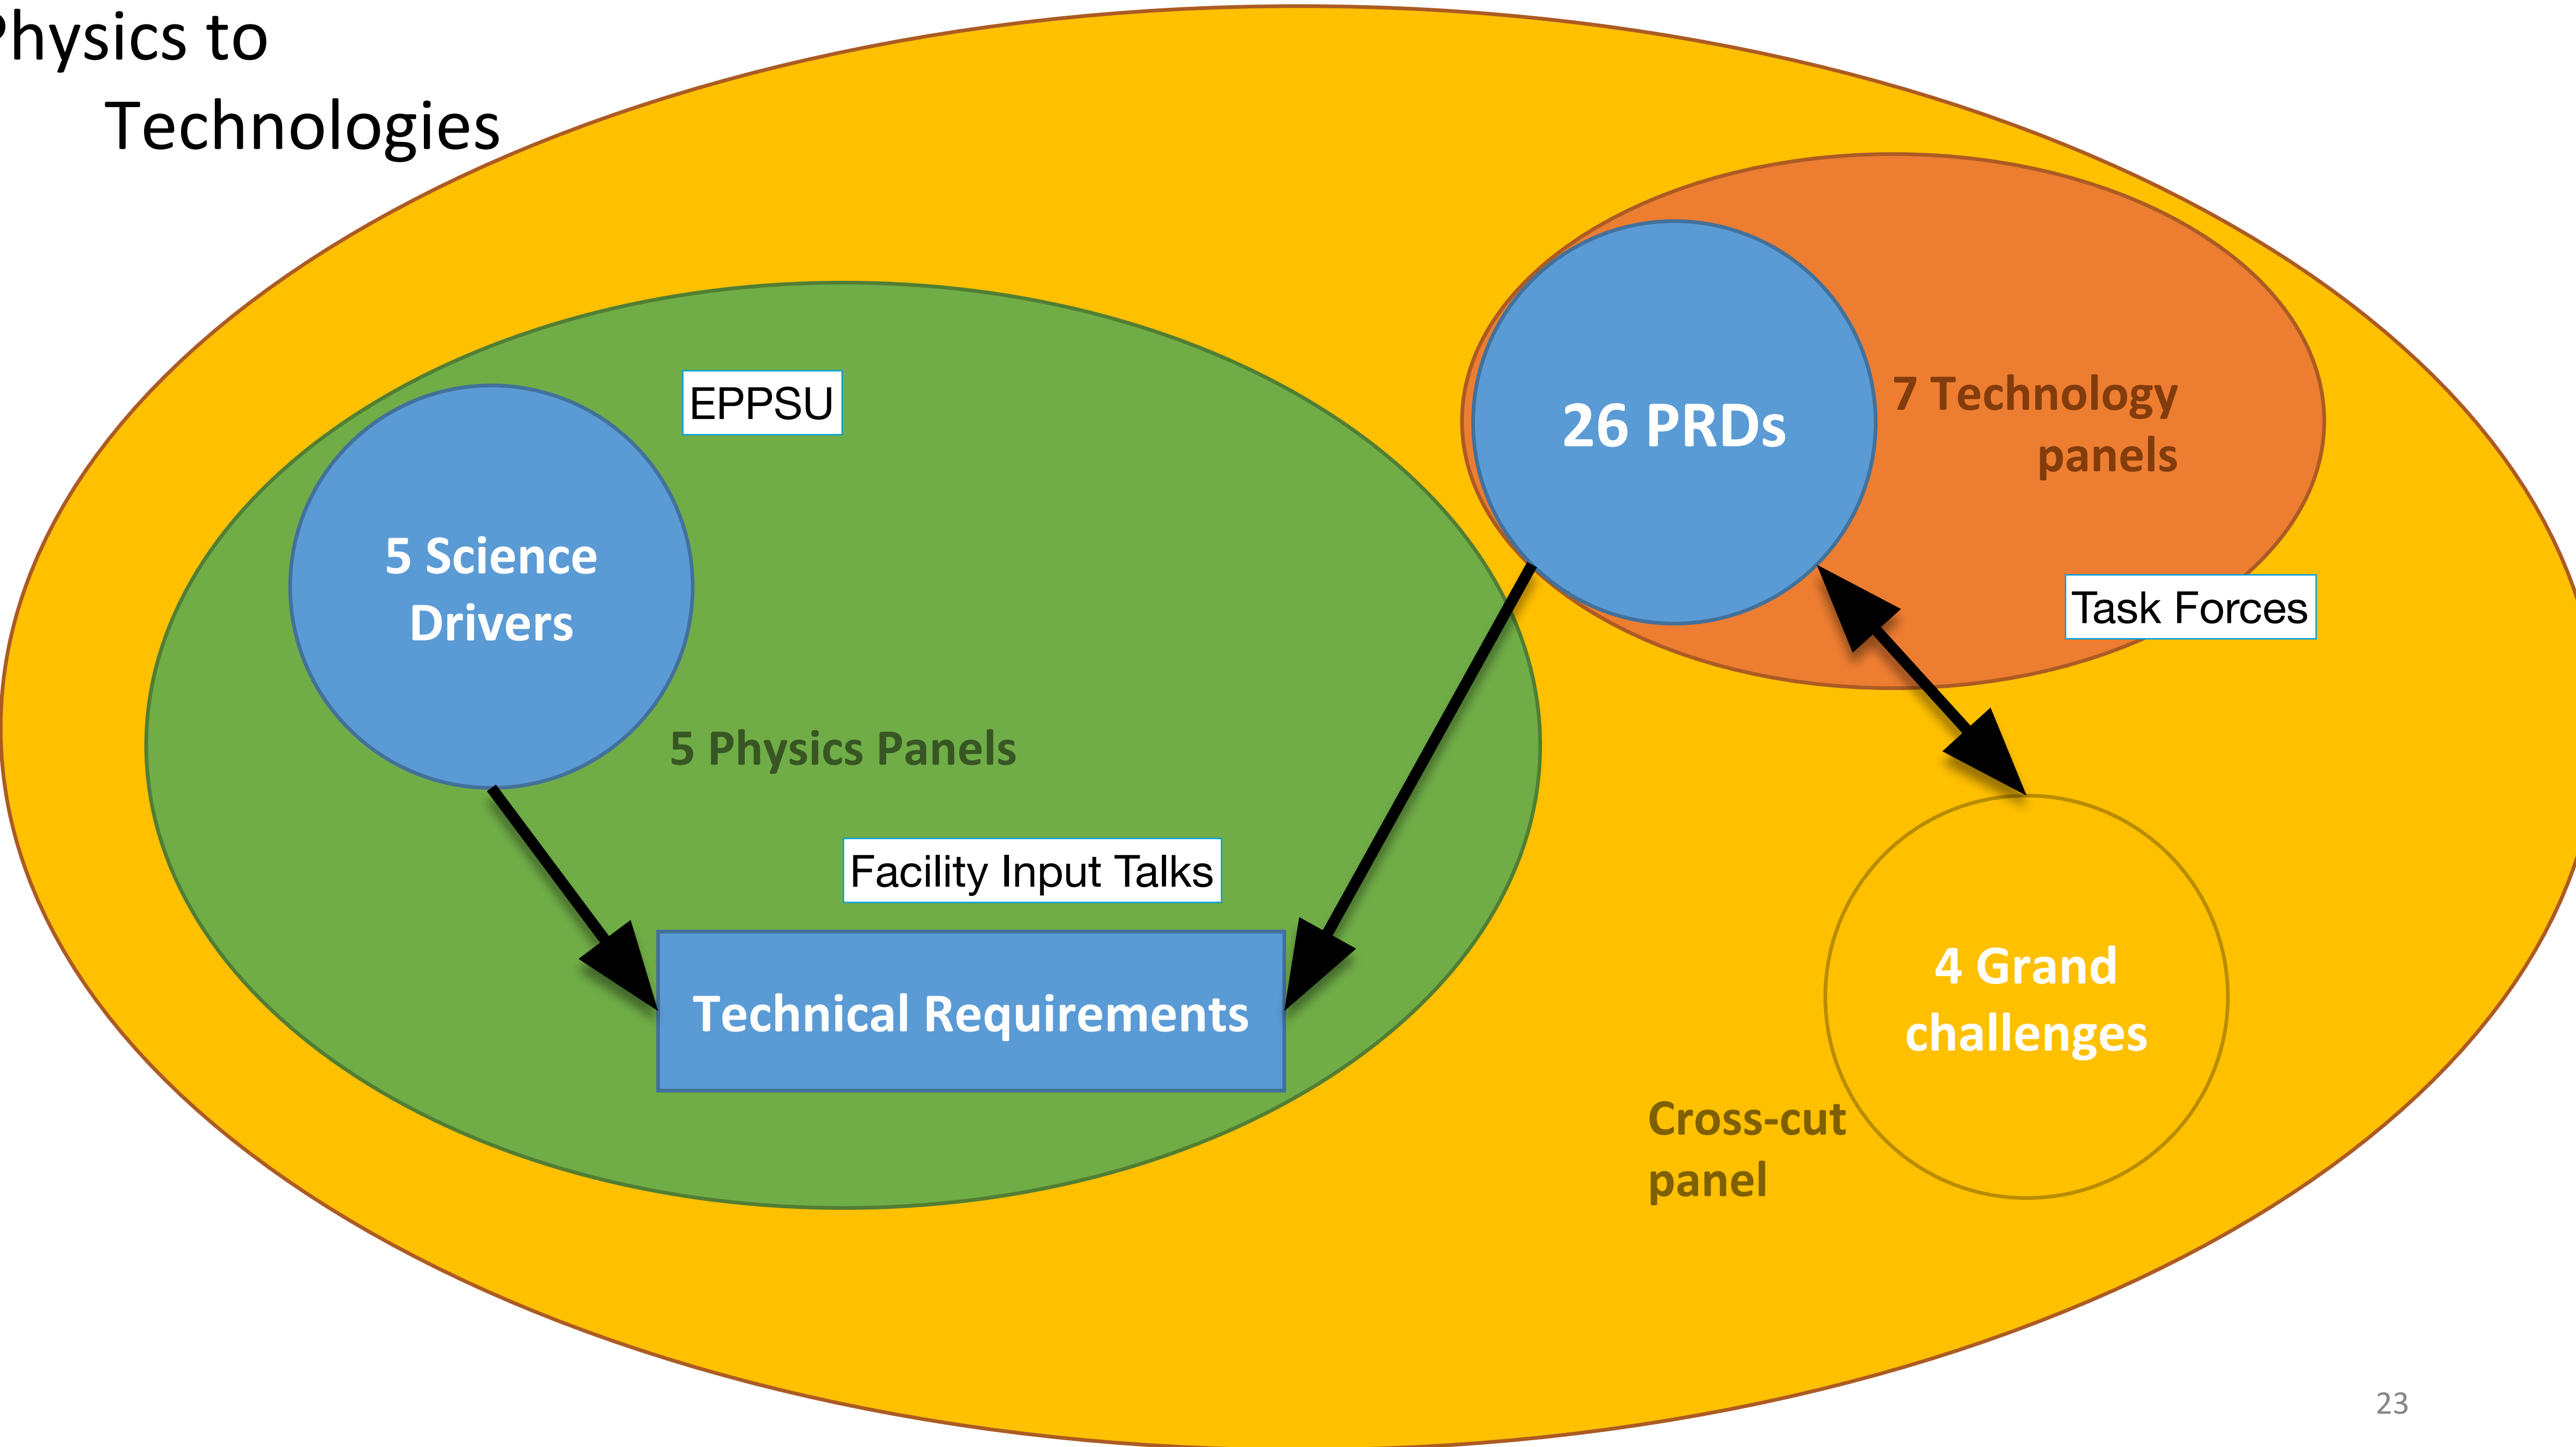 Physics to
Technologies
EPPSU
5 Science
Drivers
26 PRDs
7 Technology
panels
Task Forces
5 Physics Panels
Facility Input Talks
Technical Requirements
4 Grand
challenges
Cross-cut
panel
23